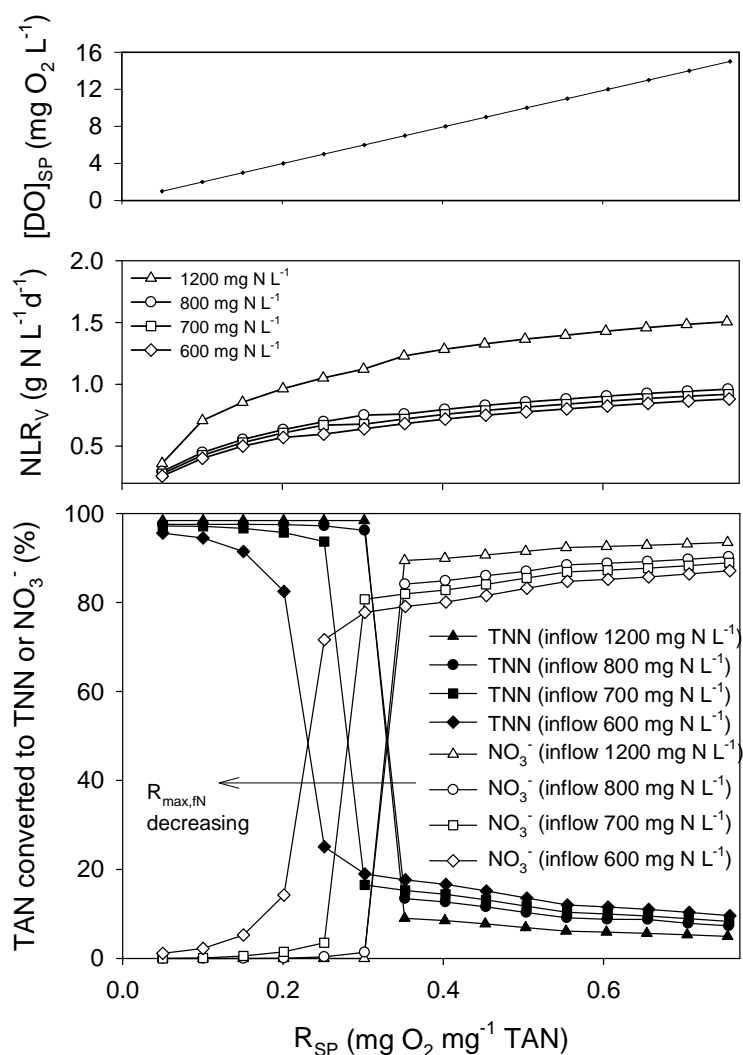 [DO]SP (mg O2 L-1)
16
12
8
4
0
NLRV (g N L-1d-1)
2.0
1.5
1.0
0.5
1200 mg N L-1
800 mg N L-1
700 mg N L-1
600 mg N L-1
TAN converted to TNN or NO3- (%)
100
80
60
40
20
0
TNN (inflow 1200 mg N L-1)
TNN (inflow 800 mg N L-1)
TNN (inflow 700 mg N L-1)
TNN (inflow 600 mg N L-1)
NO3- (inflow 1200 mg N L-1)
NO3- (inflow 800 mg N L-1)
NO3- (inflow 700 mg N L-1)
NO3- (inflow 600 mg N L-1)
Rmax,fN
decreasing
0.0 0.2 0.4 0.6
RSP (mg O2 mg-1 TAN)